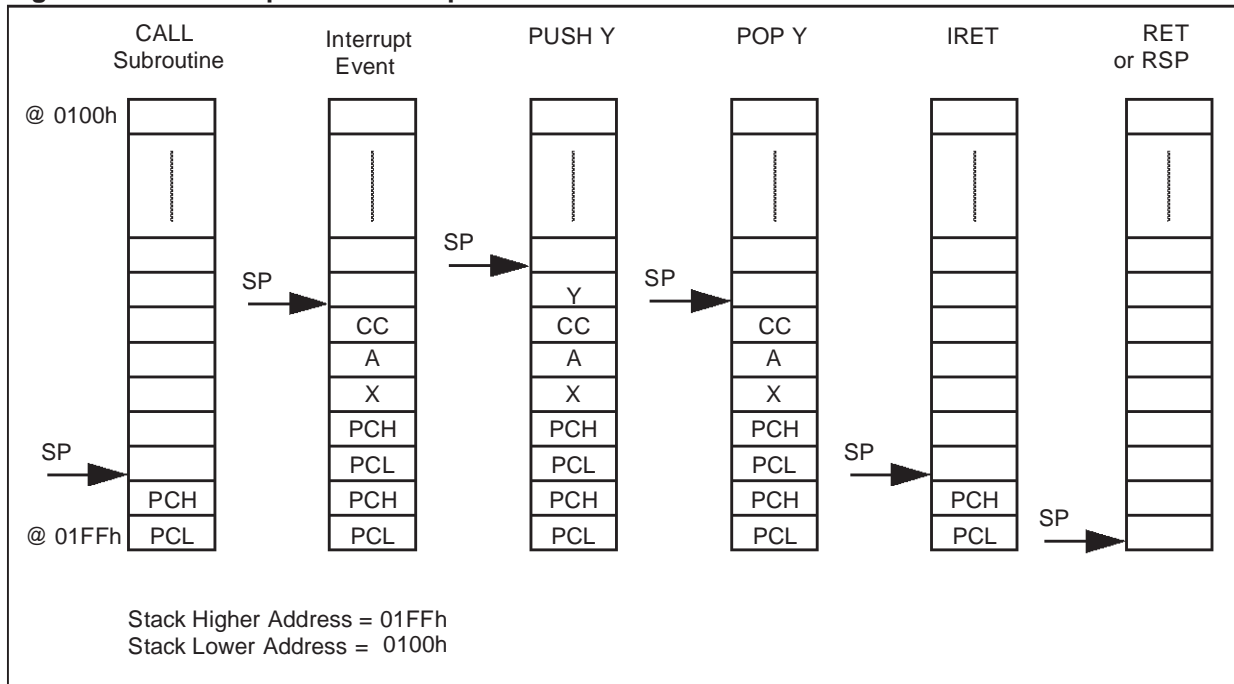 CALL
Subroutine
Interrupt
Event
PUSH Y
POP Y
IRET
RET
or RSP
@ 0100h
SP
SP
SP
Y
SP
CC
CC
CC
A
A
A
X
X
X
PCH
PCH
PCH
SP
PCL
PCL
PCL
SP
PCH
PCH
PCH
PCH
PCH
SP
@ 01FFh
PCL
PCL
PCL
PCL
PCL
Stack Higher Address = 01FFh
Stack Lower Address = 0100h